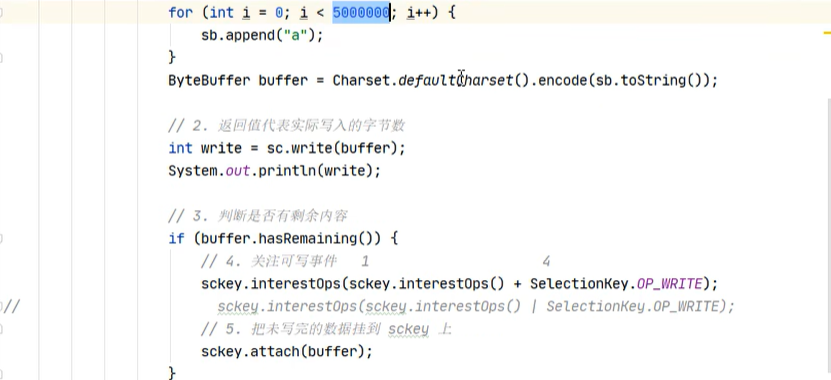 for (int i = 0; i < 5000000; i++) {
sb.append("a");
}
ByteBuffer buffer = Charset.defaultCharset().encode(sb.toString());
// 2. 返回值代表实际写入的字节数
int write = sc.write(buffer);
System.out.println(write);
// 3. 判断是否有剩余内容
if (buffer.hasRemaining()) {
// 4. 关注可写事件 1 4
sckey.interestOps(sckey.interestOps() + SelectionKey.OP_WRITE);
// sckey.interestOps(sckey.interestOps() | SelectionKey.OP_WRITE);
// 5. 把未写完的数据挂到 sckey 上
sckey.attach(buffer);
}